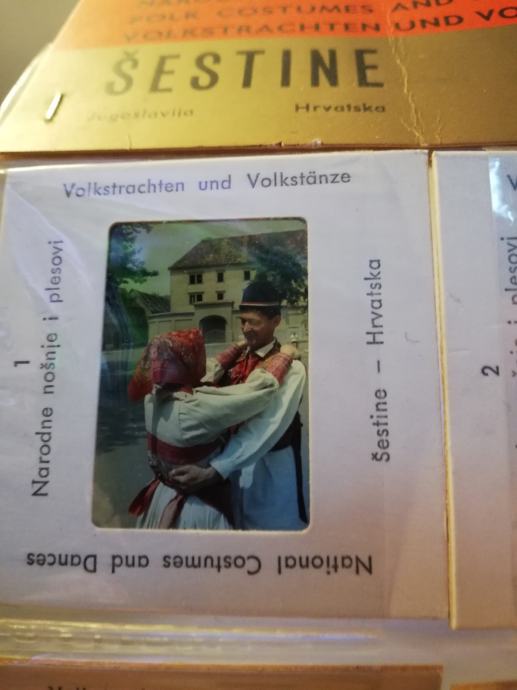 FOLK COSTUMES AND
VOLKSTRACHTEN UND VO
ŠESTINE
Jugoslavija Hrvatska
Volkstrachten und Volkstänze
1
Narodne nošnje i plesovi
Šestine – Hrvatska
National Costumes and Dances
2